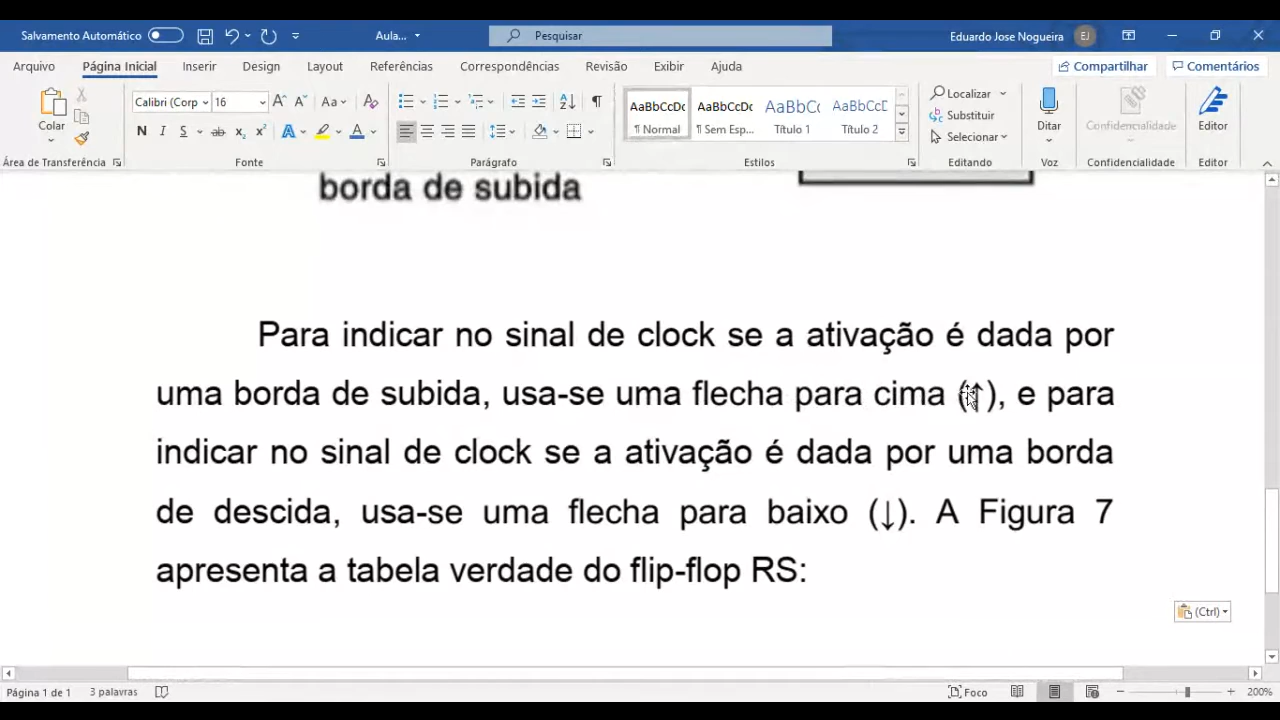 Salvamento Automático
Aula...
Pesquisar
Eduardo Jose Nogueira
EJ
Arquivo
Página Inicial
Inserir
Design
Layout
Referências
Correspondências
Revisão
Exibir
Ajuda
Compartilhar
Comentários
Colar
Calibri (Corp
16
Aa
N I S ab x₂ x²
A
AaBbCcDc
AaBbCcDc
AaBbC(
AaBbCcE
¶ Normal
¶ Sem Esp...
Título 1
Título 2
Localizar
Substituir
Selecionar
Ditar
Confidencialidade
Editor
Área de Transferência
Fonte
Parágrafo
Estilos
Editando
Voz
Confidencialidade
Editor
borda de subida
Para indicar no sinal de clock se a ativação é dada por
uma borda de subida, usa-se uma flecha para cima (↑), e para
indicar no sinal de clock se a ativação é dada por uma borda
de descida, usa-se uma flecha para baixo (↓). A Figura 7
apresenta a tabela verdade do flip-flop RS:
(Ctrl)
Página 1 de 1
3 palavras
Foco
200%